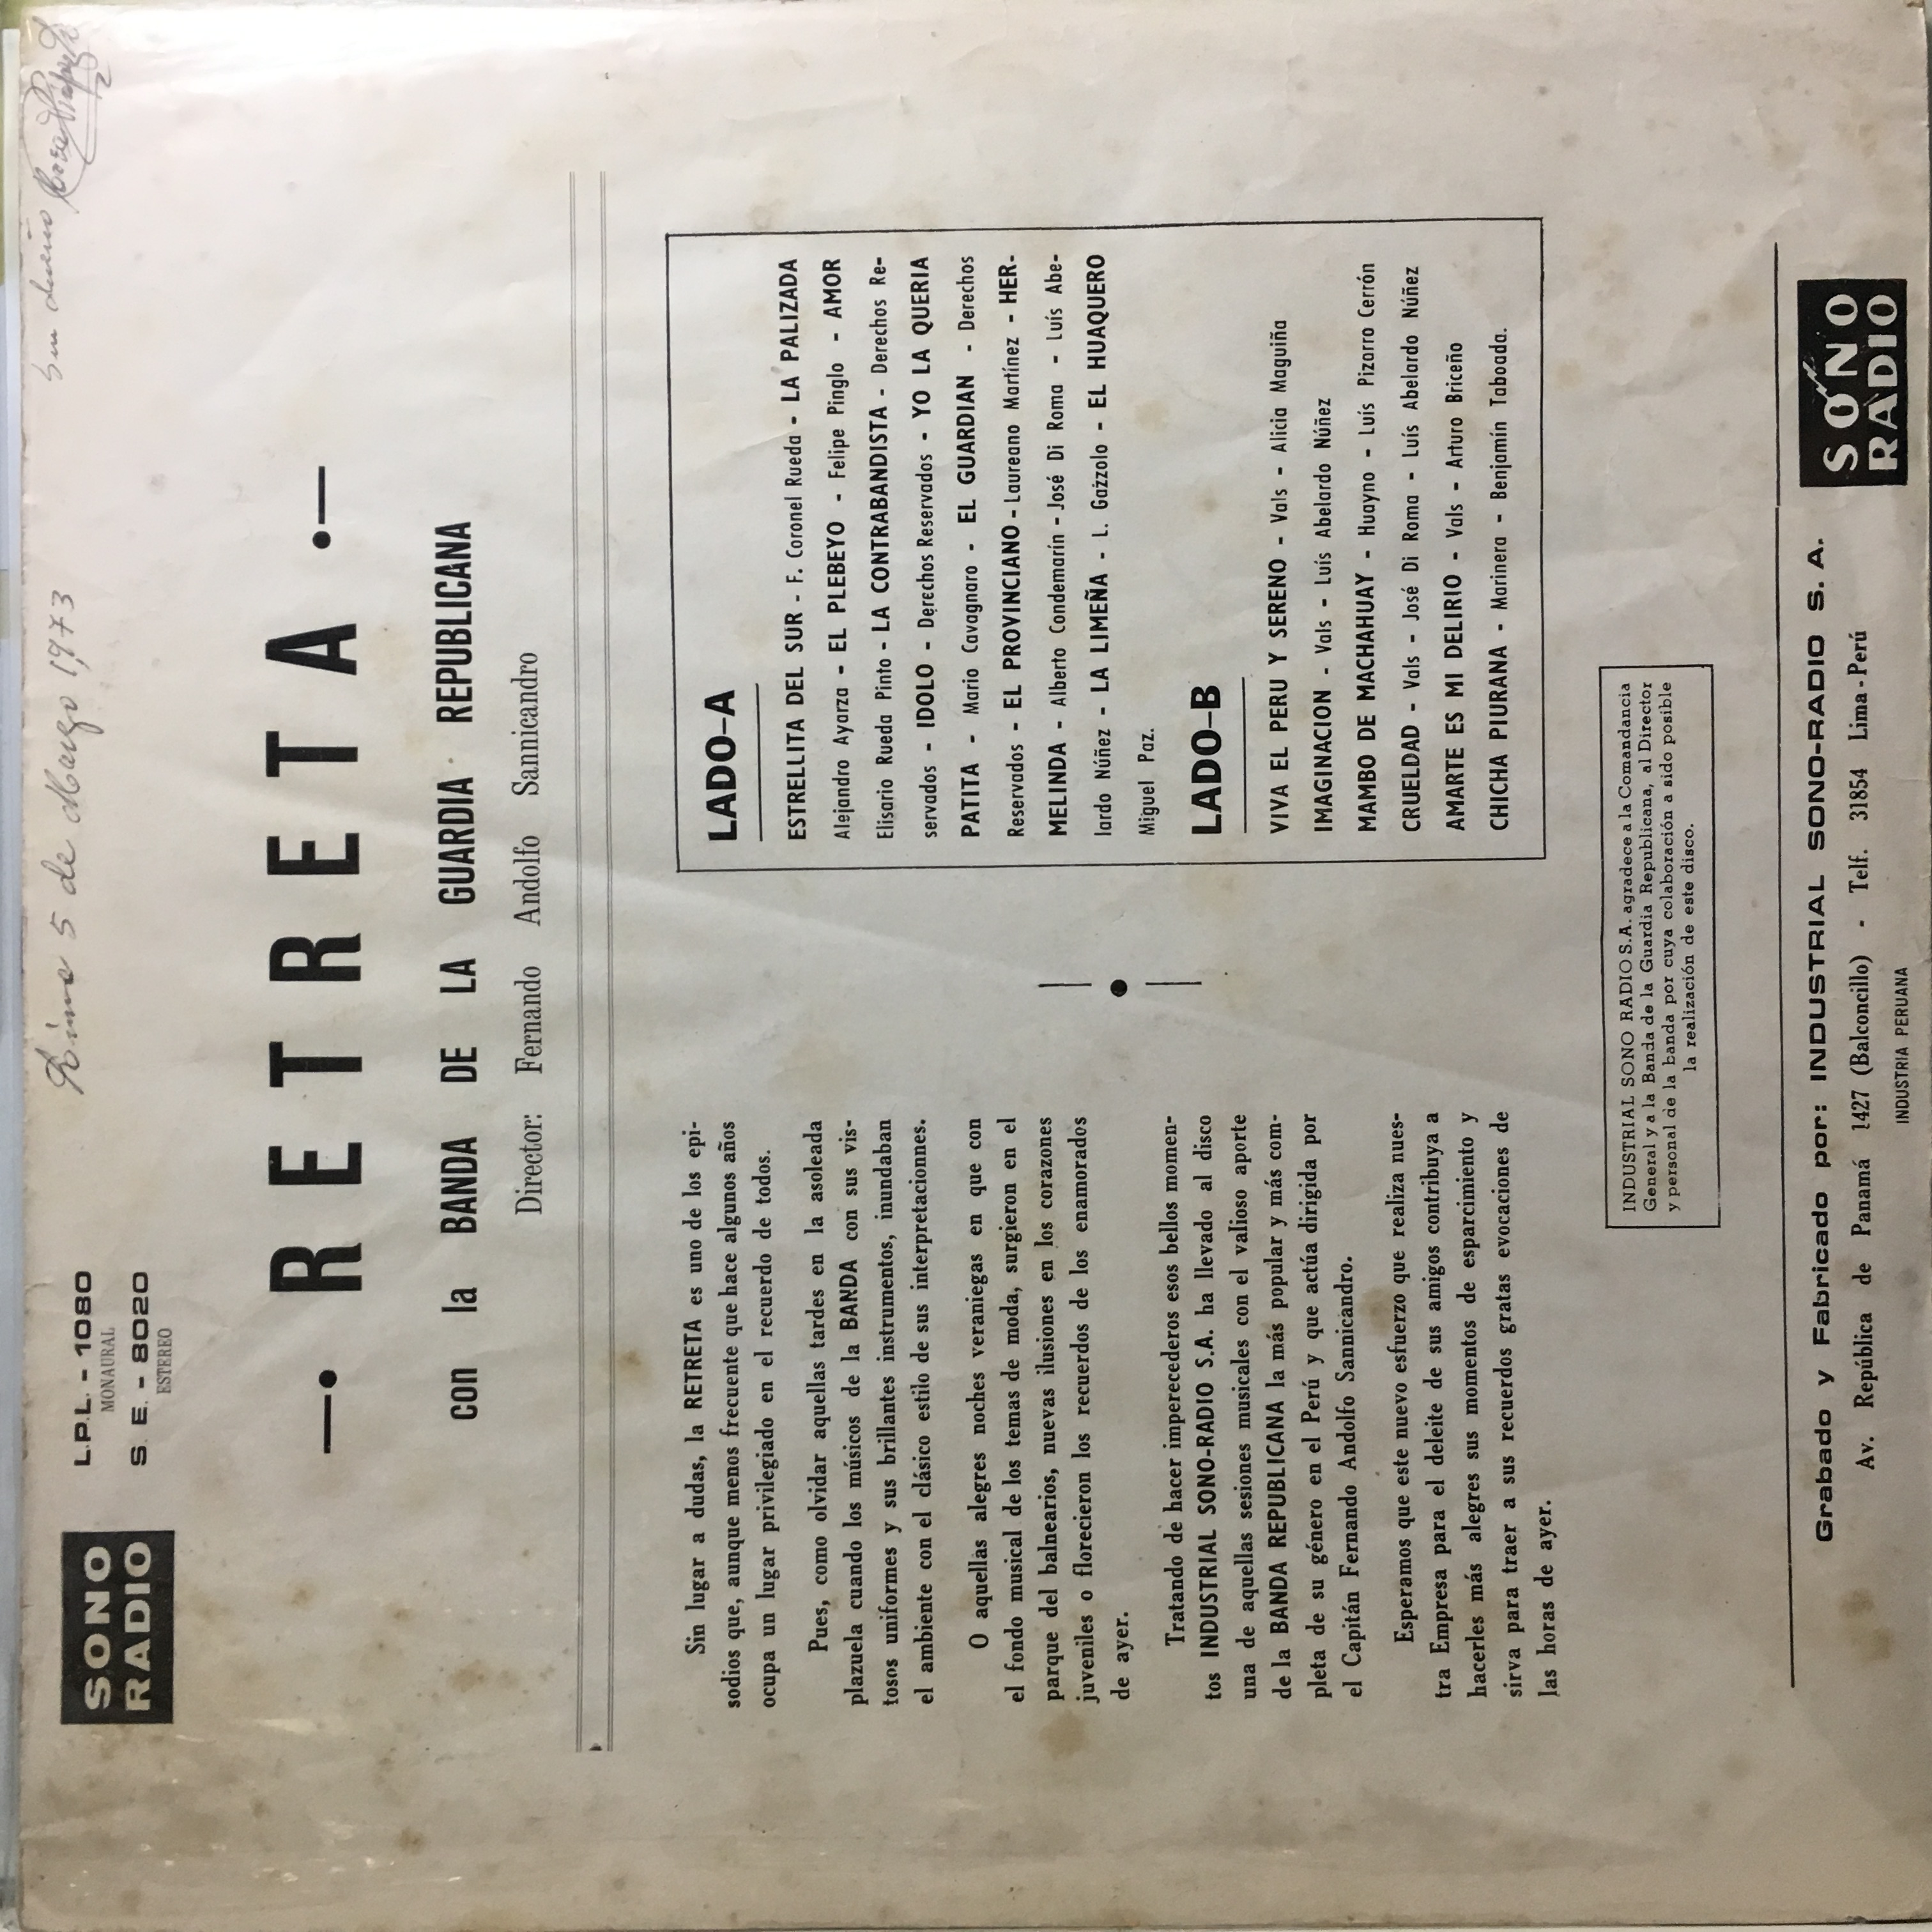 Lima 5 de Marzo 1,973
Su dueño
SONO
RADIO
L.P.L. - 1080
MONAURAL
S. E. - 8020
ESTEREO
—• RETRETA •—
con la BANDA DE LA GUARDIA REPUBLICANA
Director: Fernando Andolfo Sannicandro
Sin lugar a dudas, la RETRETA es uno de los epi-
sodios que, aunque menos frecuente que hace algunos años
ocupa un lugar privilegiado en el recuerdo de todos.
Pues, como olvidar aquellas tardes en la asoleada
plazuela cuando los músicos de la BANDA con sus vis-
tosos uniformes y sus brillantes instrumentos, inundaban
el ambiente con el clásico estilo de sus interpretacionnes.
O aquellas alegres noches veraniegas en que con
el fondo musical de los temas de moda, surgieron en el
parque del balnearios, nuevas ilusiones en los corazones
juveniles o florecieron los recuerdos de los enamorados
de ayer.
Tratando de hacer imperecederos esos bellos momen-
tos INDUSTRIAL SONO-RADIO S.A. ha llevado al disco
una de aquellas sesiones musicales con el valioso aporte
de la BANDA REPUBLICANA la más popular y más com-
pleta de su género en el Perú y que actúa dirigida por
el Capitán Fernando Andolfo Sannicandro.
Esperamos que este nuevo esfuerzo que realiza nues-
tra Empresa para el deleite de sus amigos contribuya a
hacerles más alegres sus momentos de esparcimiento y
sirva para traer a sus recuerdos gratas evocaciones de
las horas de ayer.
LADO-A
ESTRELLITA DEL SUR - F. Coronel Rueda - LA PALIZADA
Alejandro Ayarza - EL PLEBEYO - Felipe Pinglo - AMOR
Elisario Rueda Pinto - LA CONTRABANDISTA - Derechos Re-
servados - IDOLO - Derechos Reservados - YO LA QUERIA
PATITA - Mario Cavagnaro - EL GUARDIAN - Derechos
Reservados - EL PROVINCIANO - Laureano Martínez - HER-
MELINDA - Alberto Condemarín - José Di Roma - Luís Abe-
lardo Núñez - LA LIMEÑA - L. Gazzolo - EL HUAQUERO
Miguel Paz.
LADO-B
VIVA EL PERU Y SERENO - Vals - Alicia Maguiña
IMAGINACION - Vals - Luís Abelardo Núñez
MAMBO DE MACHAHUAY - Huayno - Luís Pizarro Cerrón
CRUELDAD - Vals - José Di Roma - Luís Abelardo Núñez
AMARTE ES MI DELIRIO - Vals - Arturo Briceño
CHICHA PIURANA - Marinera - Benjamín Taboada.
INDUSTRIAL SONO RADIO S.A. agradece a la Comandancia
General y a la Banda de la Guardia Republicana, al Director
y personal de la banda por cuya colaboración a sido posible
la realización de este disco.
Grabado y Fabricado por: INDUSTRIAL SONO-RADIO S. A.
Av. República de Panamá 1427 (Balconcillo) - Telf. 31854 Lima - Perú
INDUSTRIA PERUANA
SONO
RADIO